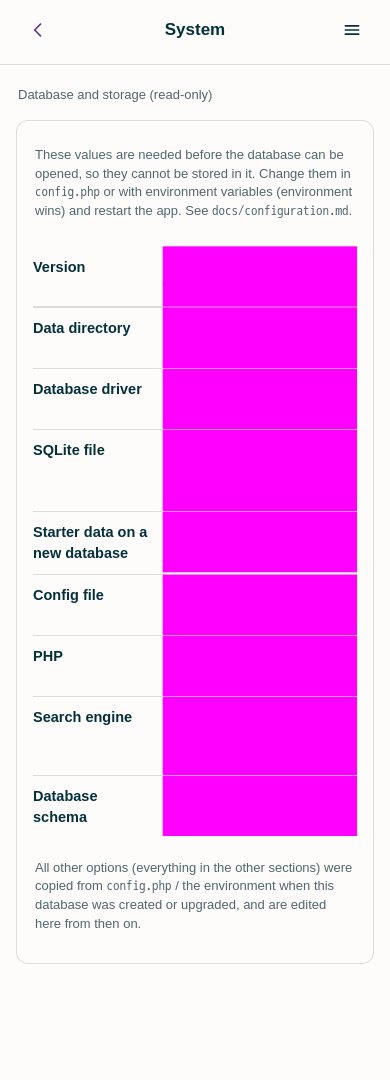 System
Database and storage (read-only)
These values are needed before the database can be
opened, so they cannot be stored in it. Change them in
config.php or with environment variables (environment
wins) and restart the app. See docs/configuration.md.
Version
Data directory
Database driver
SQLite file
Starter data on a
new database
Config file
PHP
Search engine
Database
schema
All other options (everything in the other sections) were
copied from config.php / the environment when this
database was created or upgraded, and are edited
here from then on.